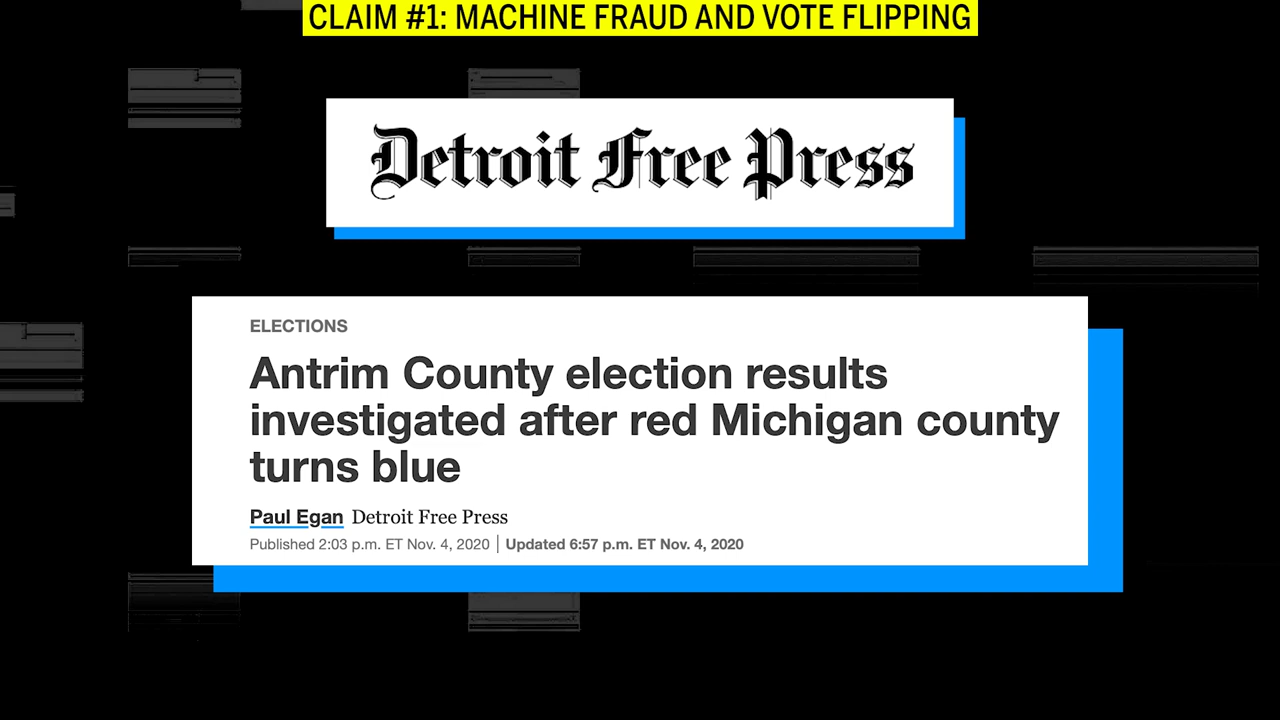 CLAIM #1: MACHINE FRAUD AND VOTE FLIPPING
Detroit Free Press
ELECTIONS
Antrim County election results
investigated after red Michigan county
turns blue
Paul Egan Detroit Free Press
Published 2:03 p.m. ET Nov. 4, 2020 | Updated 6:57 p.m. ET Nov. 4, 2020